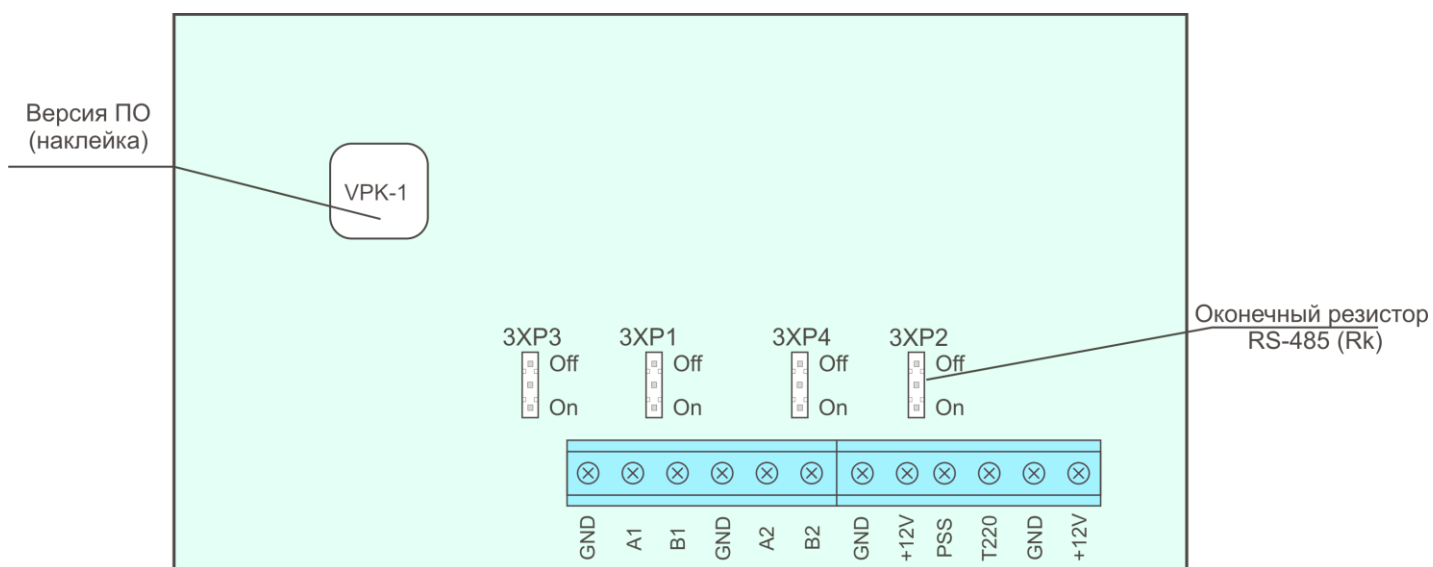 Версия ПО
(наклейка)
VPK-1
Оконечный резистор
RS-485 (Rk)
3XP3 3XP1 3XP4 3XP2
Off Off Off Off
On On On On
GND A1 B1 GND A2 B2 GND +12V PSS T220 GND +12V